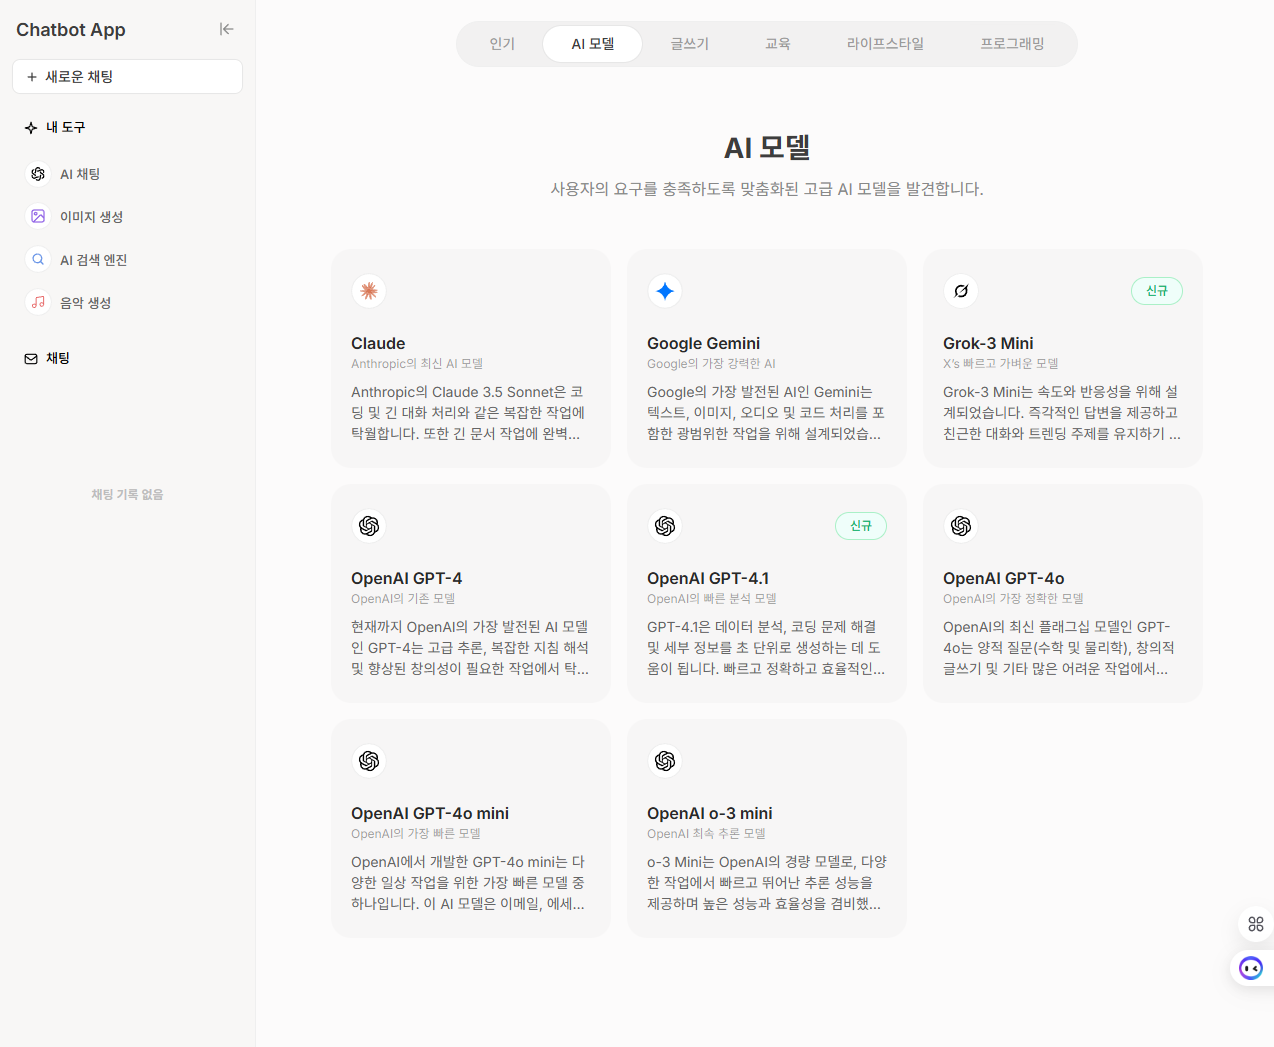 Chatbot App
새로운 채팅
내 도구
AI 채팅
이미지 생성
AI 검색 엔진
음악 생성
채팅
채팅 기록 없음
인기
AI 모델
글쓰기
교육
라이프스타일
프로그래밍
AI 모델
사용자의 요구를 충족하도록 맞춤화된 고급 AI 모델을 발견합니다.
Claude
Anthropic의 최신 AI 모델
Anthropic의 Claude 3.5 Sonnet은 코
딩 및 긴 대화 처리와 같은 복잡한 작업에
탁월합니다. 또한 긴 문서 작업에 완벽...
Google Gemini
Google의 가장 강력한 AI
Google의 가장 발전된 AI인 Gemini는
텍스트, 이미지, 오디오 및 코드 처리를 포
함한 광범위한 작업을 위해 설계되었습...
신규
Grok-3 Mini
X's 빠르고 가벼운 모델
Grok-3 Mini는 속도와 반응성을 위해 설
계되었습니다. 즉각적인 답변을 제공하고
친근한 대화와 트렌딩 주제를 유지하기 ...
OpenAI GPT-4
OpenAI의 기존 모델
현재까지 OpenAI의 가장 발전된 AI 모델
인 GPT-4는 고급 추론, 복잡한 지침 해석
및 향상된 창의성이 필요한 작업에서 탁...
신규
OpenAI GPT-4.1
OpenAI의 빠른 분석 모델
GPT-4.1은 데이터 분석, 코딩 문제 해결
및 세부 정보를 초 단위로 생성하는 데 도
움이 됩니다. 빠르고 정확하고 효율적인...
OpenAI GPT-4o
OpenAI의 가장 정확한 모델
OpenAI의 최신 플래그십 모델인 GPT-
4o는 양적 질문(수학 및 물리학), 창의적
글쓰기 및 기타 많은 어려운 작업에서...
OpenAI GPT-4o mini
OpenAI의 가장 빠른 모델
OpenAI에서 개발한 GPT-4o mini는 다
양한 일상 작업을 위한 가장 빠른 모델 중
하나입니다. 이 AI 모델은 이메일, 에세...
OpenAI o-3 mini
OpenAI 최속 추론 모델
o-3 Mini는 OpenAI의 경량 모델로, 다양
한 작업에서 빠르고 뛰어난 추론 성능을
제공하며 높은 성능과 효율성을 겸비했...